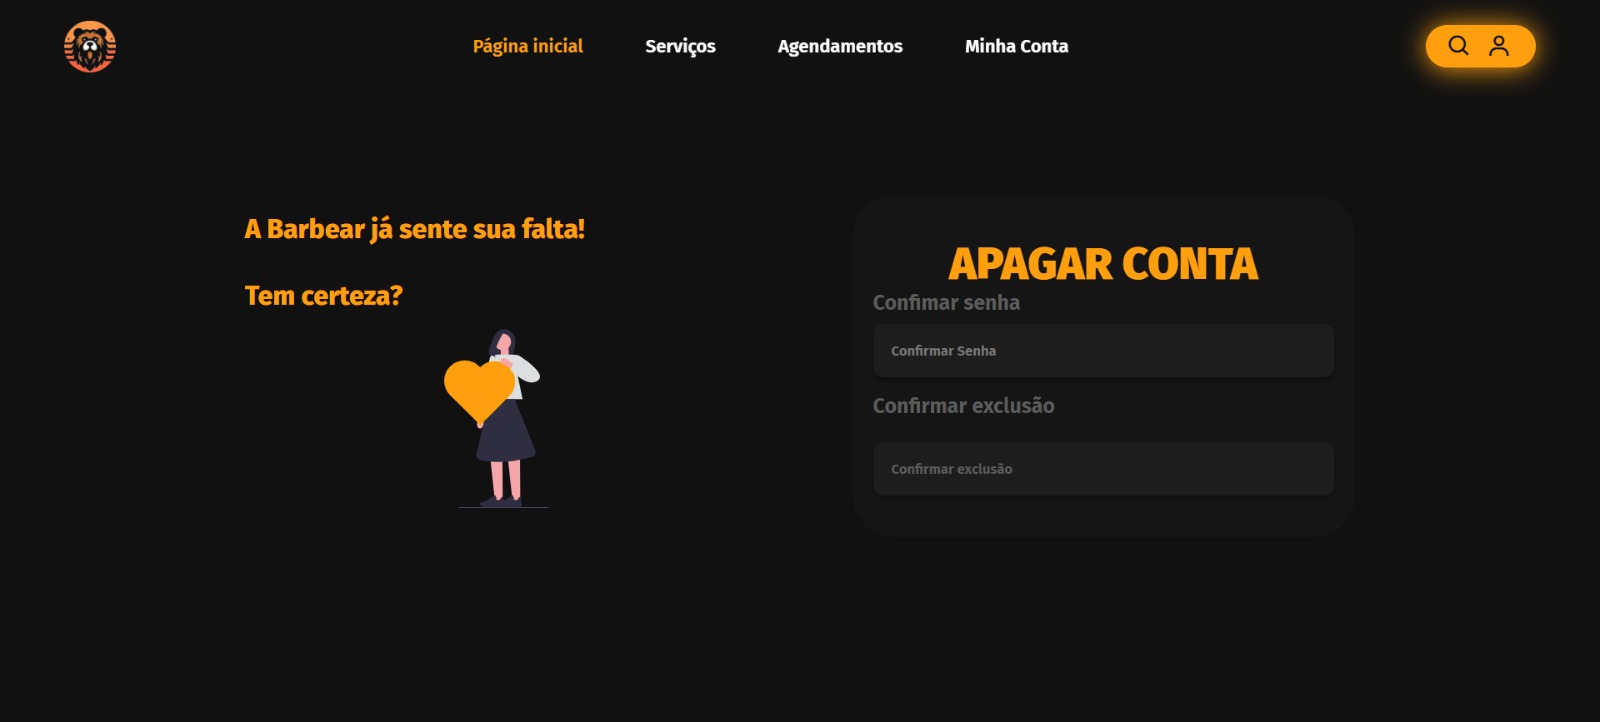 Página inicial
Serviços
Agendamentos
Minha Conta
A Barbear já sente sua falta!
Tem certeza?
APAGAR CONTA
Confimar senha
Confirmar Senha
Confirmar exclusão
Confirmar exclusão